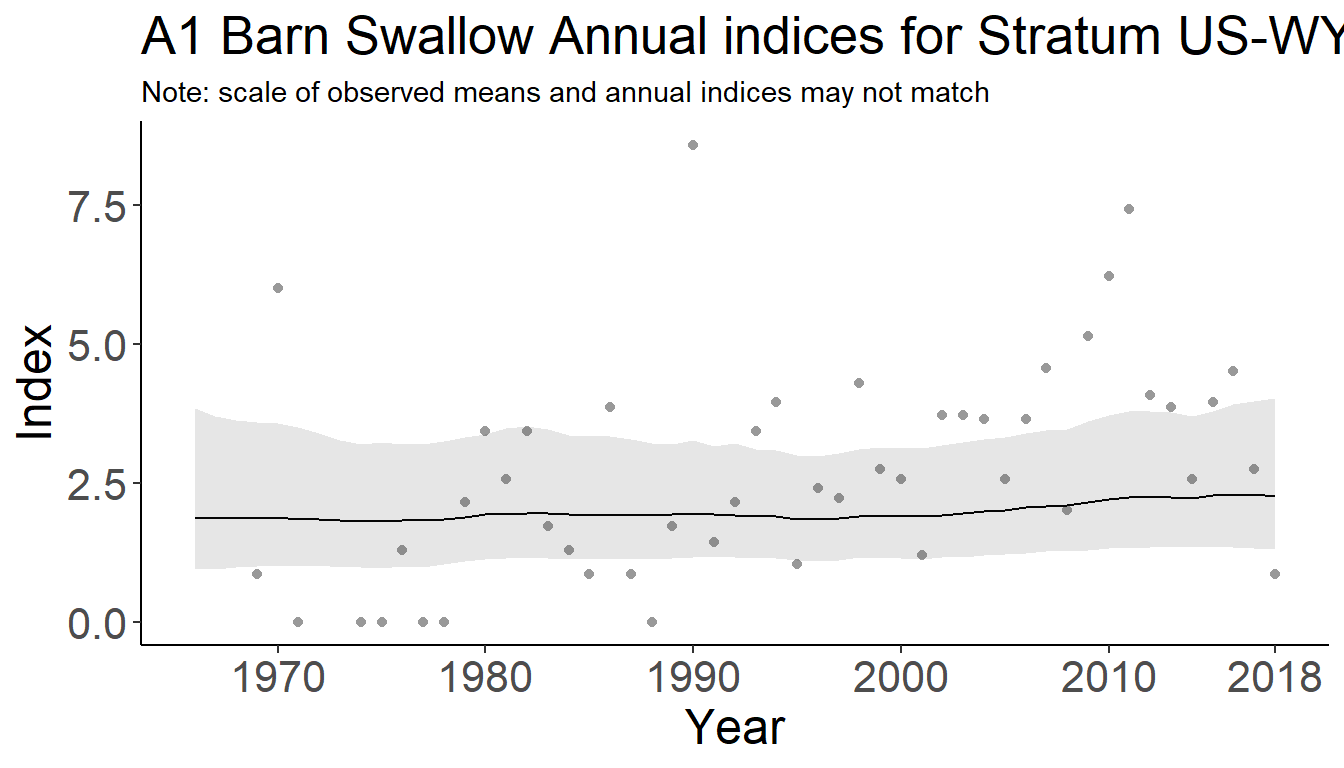 A1 Barn Swallow Annual indices for Stratum US-WY
Note: scale of observed means and annual indices may not match
Index
7.5
5.0
2.5
0.0
1970 1980 1990 2000 2010 2018
Year